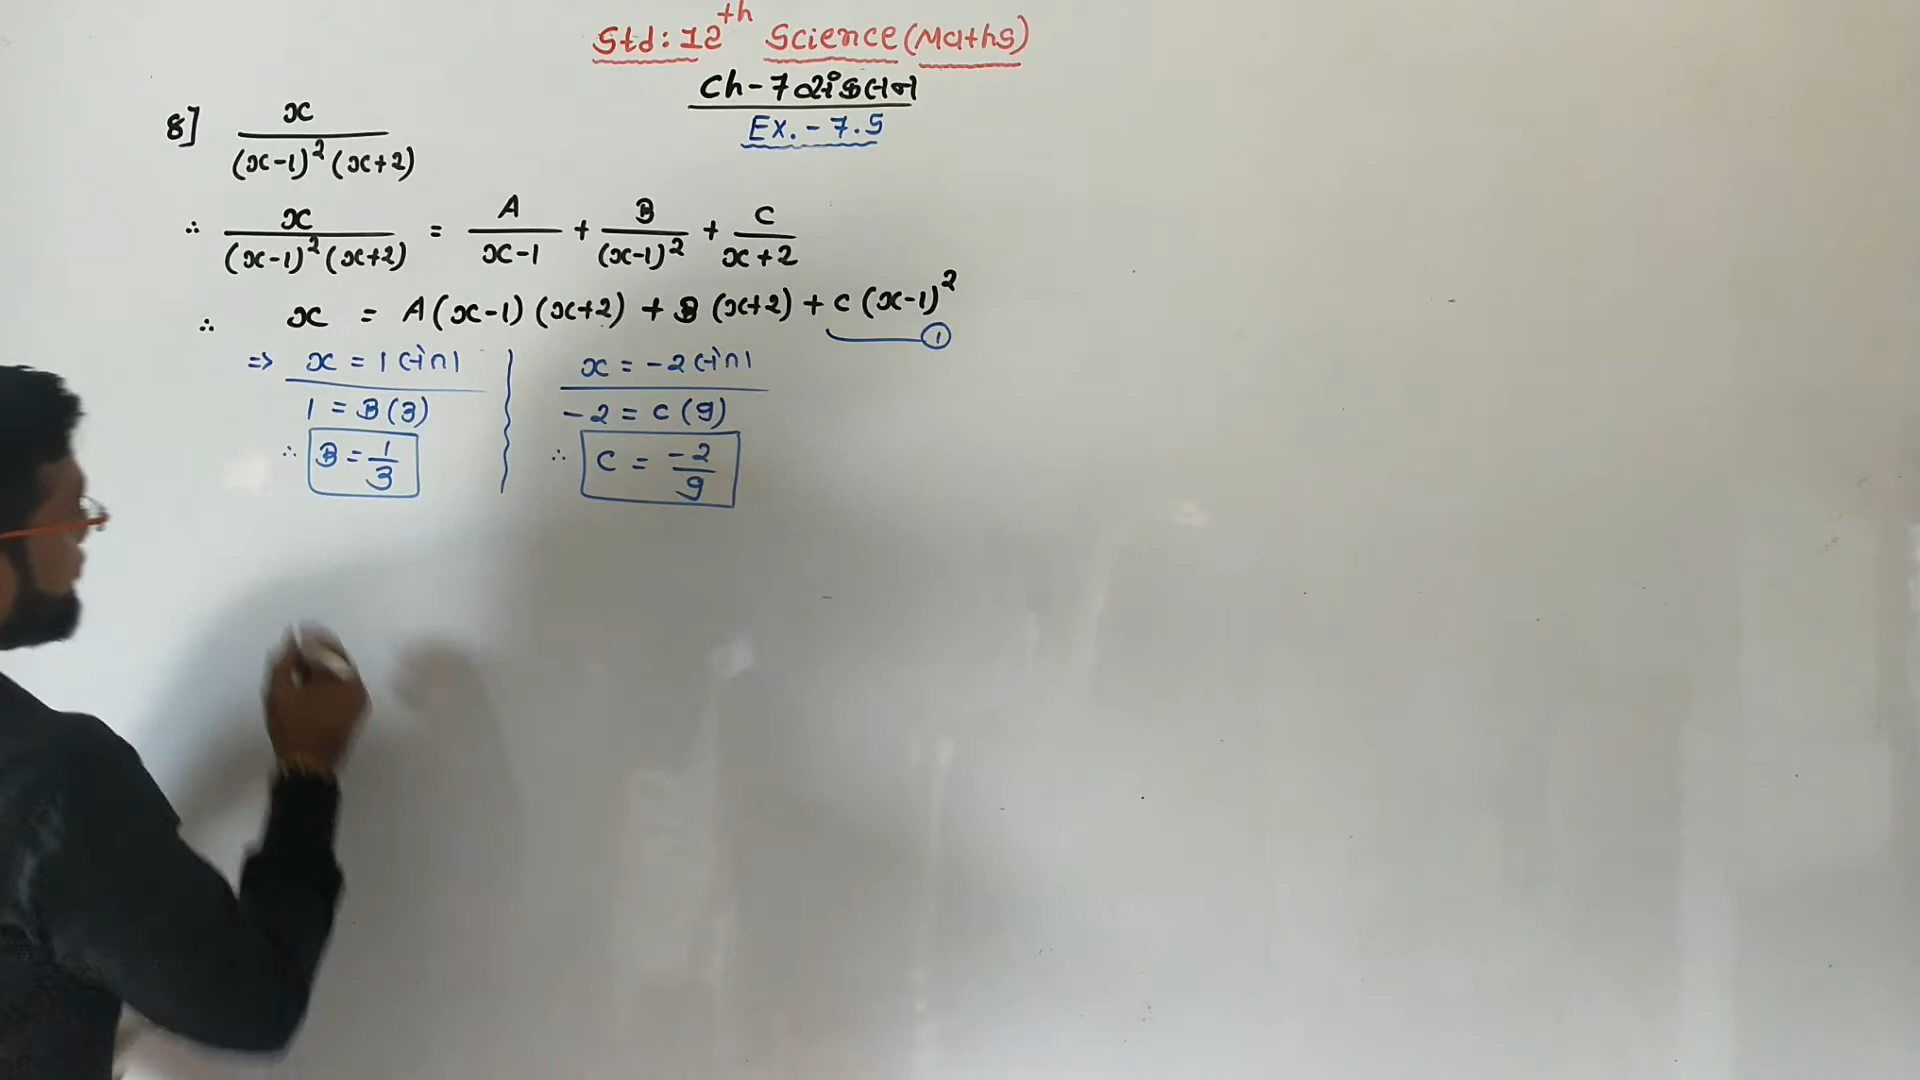 Std: 12th Science (Maths)
Ch - 7 સંકલન
Ex. - 7.5
8] x / (x-1)² (x+2)
∴ x / (x-1)² (x+2) = A / x-1 + B / (x-1)² + C / x+2
∴ x = A (x-1) (x+2) + B (x+2) + C (x-1)² ①
⇒ x = 1 લેતાં
1 = B (3)
∴ B = 1/3
x = -2 લેતાં
-2 = C (9)
∴ C = -2/9